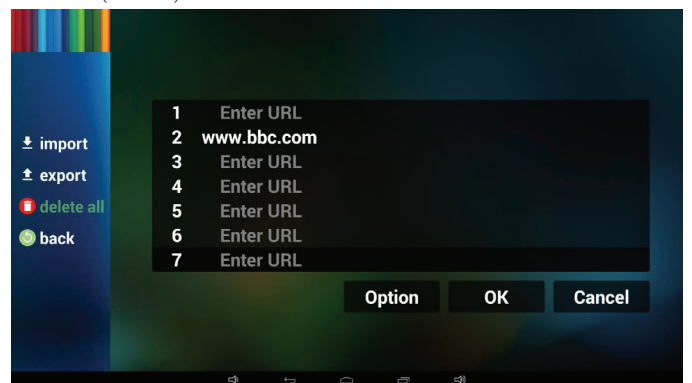 import
export
delete all
back
1 Enter URL
2 www.bbc.com
3 Enter URL
4 Enter URL
5 Enter URL
6 Enter URL
7 Enter URL
Option OK Cancel